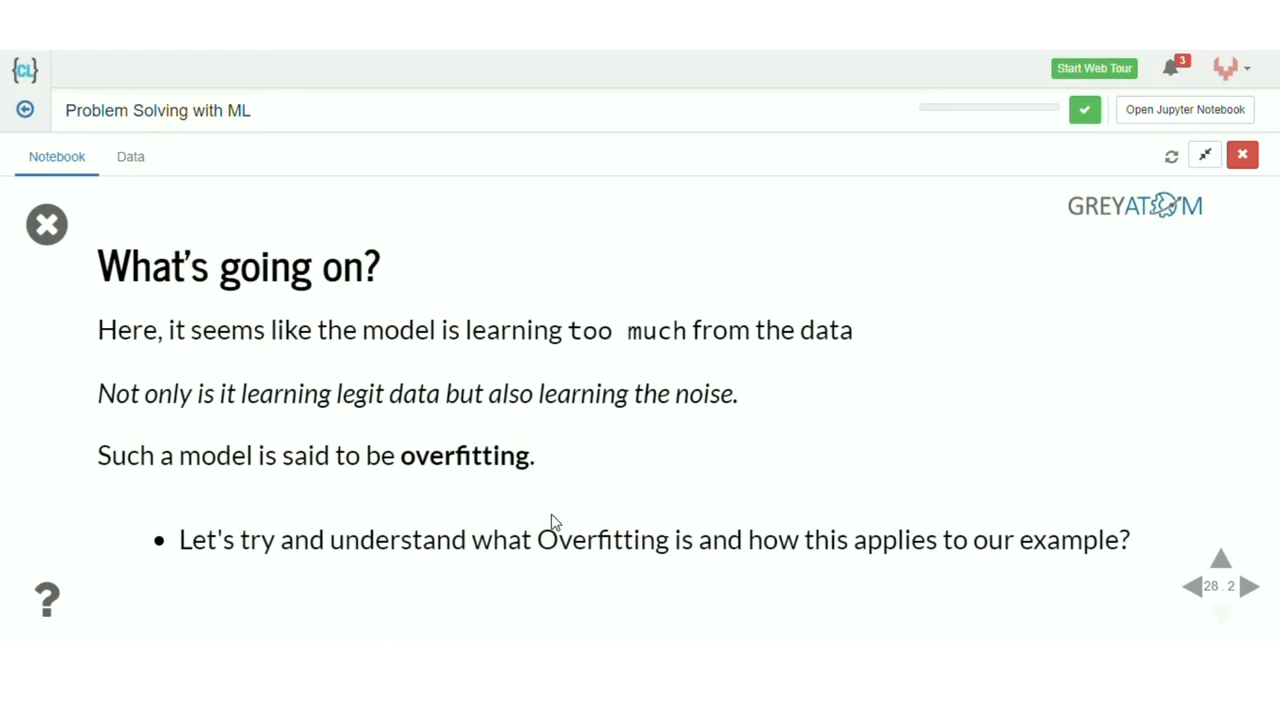 {CL}
Start Web Tour
3
Problem Solving with ML
Open Jupyter Notebook
Notebook
Data
GREYATOM
What's going on?
Here, it seems like the model is learning too much from the data
Not only is it learning legit data but also learning the noise.
Such a model is said to be overfitting.
• Let's try and understand what Overfitting is and how this applies to our example?
28.2
?